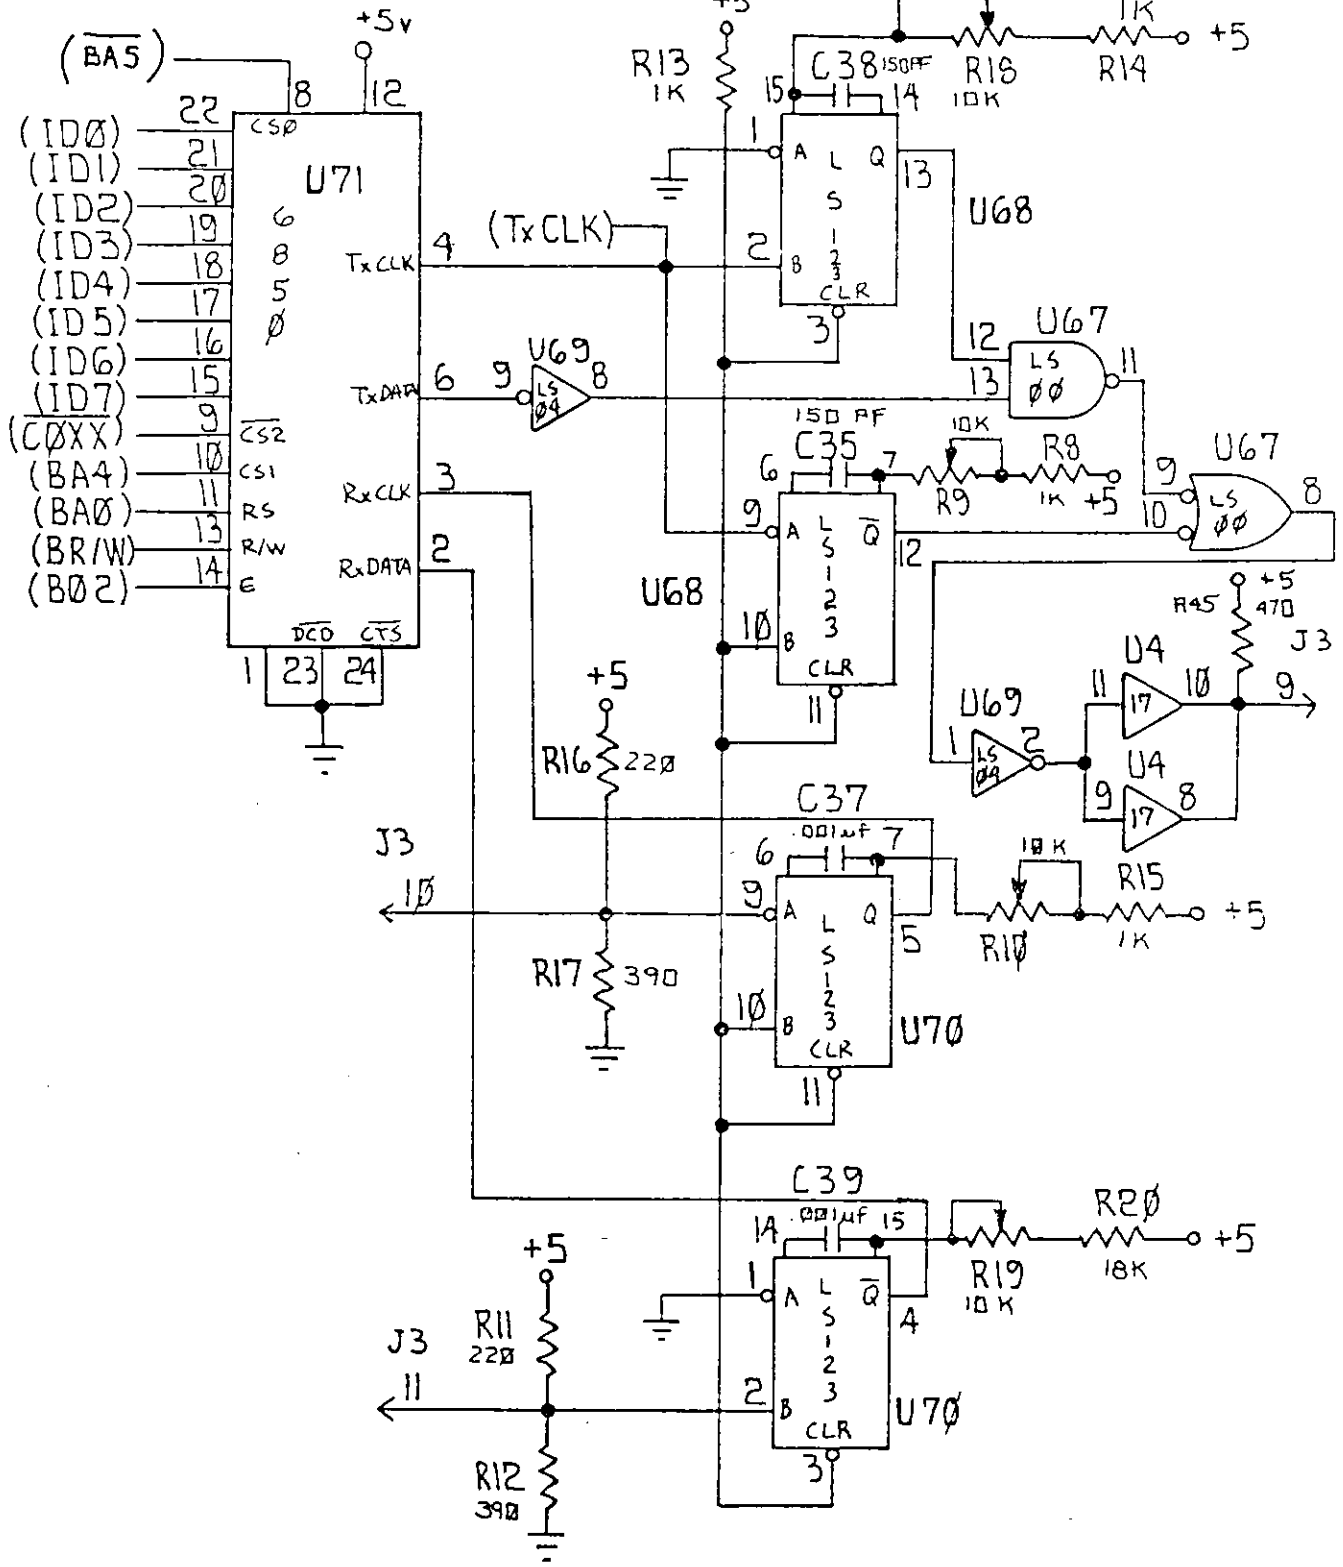 +5
1K
+5v
(BA5)
R13
1K
C38 150PF
R18
10K
R14
+5
8
12
15
14
(IDØ) 22 CSØ
(ID1) 21
(ID2) 20
(ID3) 19
(ID4) 18
(ID5) 17
(ID6) 16
(ID7) 15
(CØXX) 9 CS2
(BA4) 10 CS1
(BAØ) 11 RS
(BR/W) 13 R/W
(BØ2) 14 E
U71
6
8
5
Ø
TxCLK 4
TxDATA 6
RxCLK 3
RxDATA 2
DCD CTS
1 23 24
(TxCLK)
1 A L Q 13
S
1
2 B 2
3
CLR
3
U68
9 U69 8
LS
04
U67
12
LS
ØØ
13
11
150 PF
C35
6 7
10K
R9
R8
1K
+5
U67
9
LS
ØØ
10
8
9 A L Q 12
S
1
2
10 B 3
CLR
11
U68
+5
R45 470
J3
9
U4
11 17 10
U69
1 LS 2
04
U4
9 17 8
+5
R16 220
J3
10
R17 390
C37
.001µf
6 7
10K
R10
R15
1K
+5
9 A L Q 5
S
1
2
10 B 3
CLR
11
U7Ø
C39
.001µf
14 15
R19
10K
R2Ø
18K
+5
1 A L Q 4
S
1
2
2 B 3
CLR
3
U7Ø
+5
R11
220
J3
11
R12
390